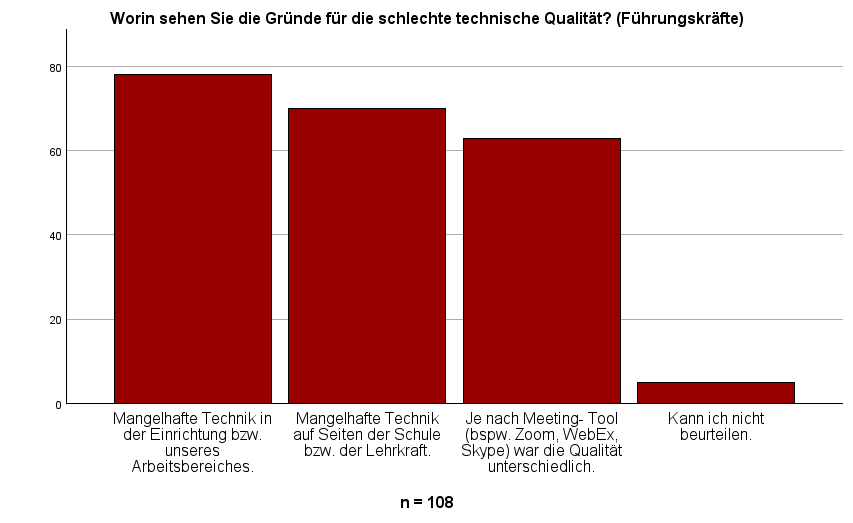 Worin sehen Sie die Gründe für die schlechte technische Qualität? (Führungskräfte)
80
60
40
20
0
Mangelhafte Technik in
der Einrichtung bzw.
unseres
Arbeitsbereiches.
Mangelhafte Technik
auf Seiten der Schule
bzw. der Lehrkraft.
Je nach Meeting- Tool
(bspw. Zoom, WebEx,
Skype) war die Qualität
unterschiedlich.
Kann ich nicht
beurteilen.
n = 108